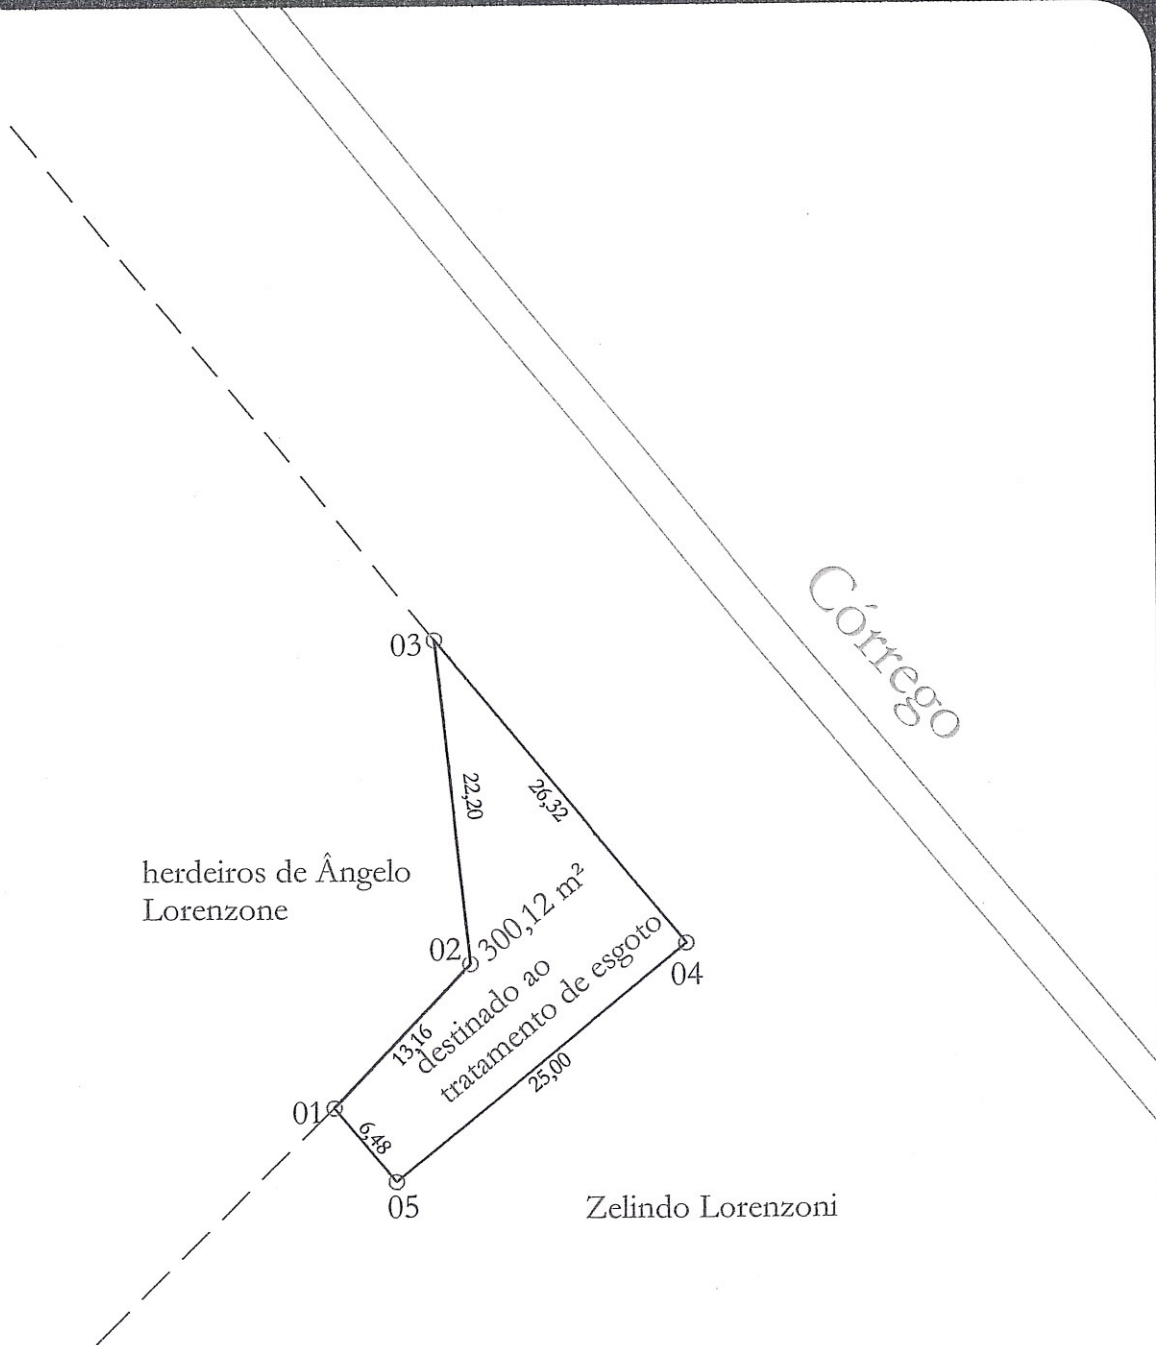 Córrego
03
22,20
26,32
herdeiros de Ângelo
Lorenzone
02
300,12 m²
destinado ao
tratamento de esgoto
04
13,16
25,00
01
6,48
05
Zelindo Lorenzoni